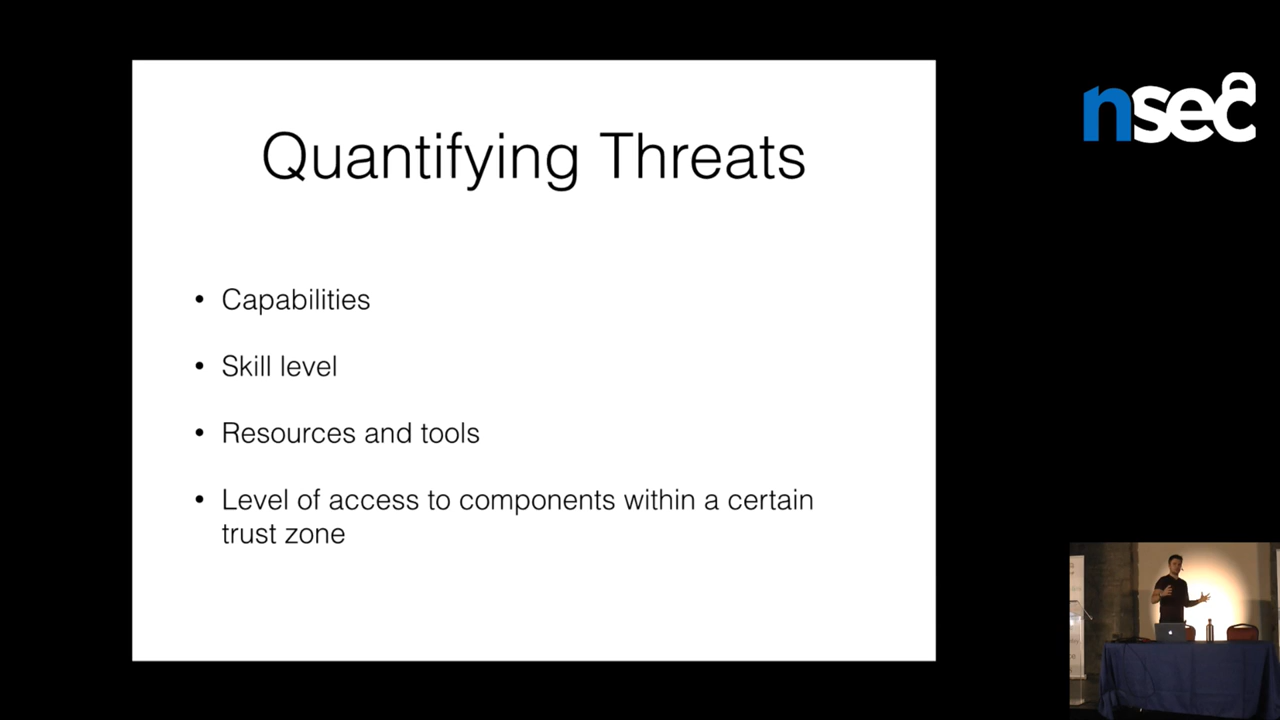 Quantifying Threats
nsec
• Capabilities
• Skill level
• Resources and tools
• Level of access to components within a certain
trust zone